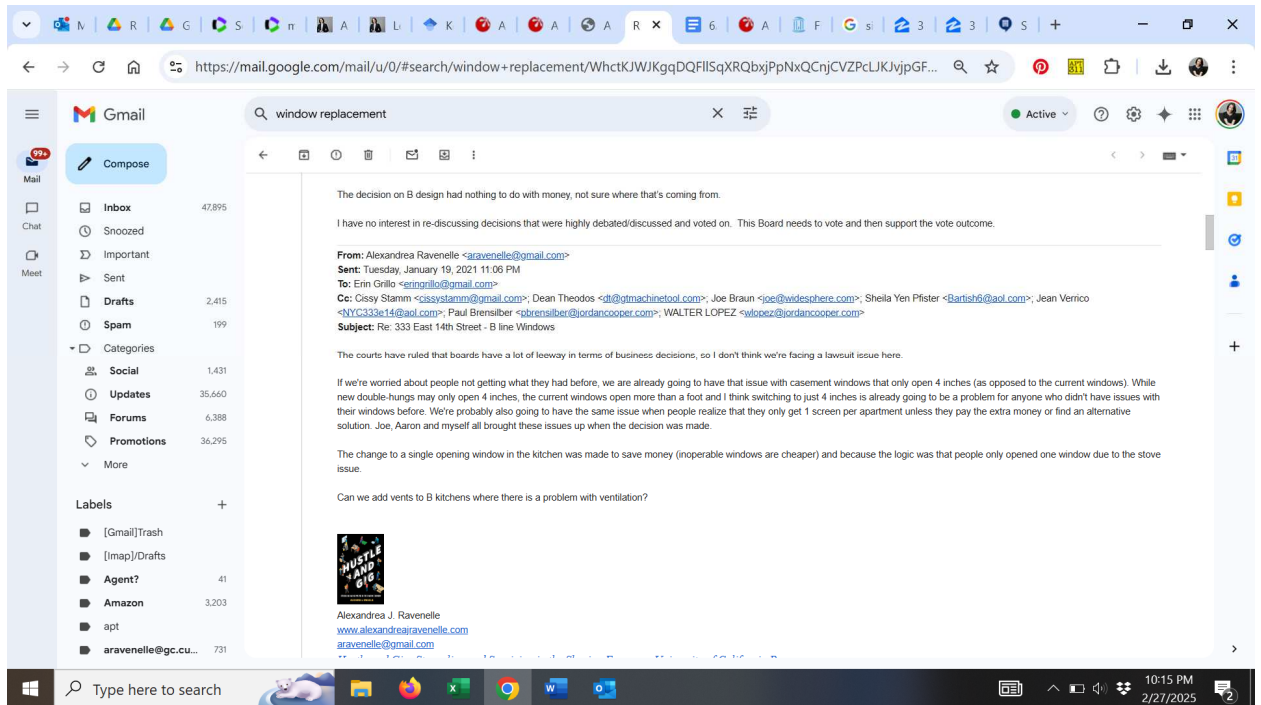 N R G S m A L K A A A R 6. A F si 3 3 S
https://mail.google.com/mail/u/0/#search/window+replacement/WhctKJWJKgqDQFllSqXRQbxjPpNxQCnjCVZPcLJKJvjpGF...
Gmail
window replacement
Active
99+
Mail
Chat
Meet
Compose
Inbox 47,895
Snoozed
Important
Sent
Drafts 2,415
Spam 199
Categories
Social 1,431
Updates 35,660
Forums 6,388
Promotions 36,295
More
Labels
[Gmail]Trash
[Imap]/Drafts
Agent? 41
Amazon 3,203
apt
aravenelle@gc.cu... 731
The decision on B design had nothing to do with money, not sure where that's coming from.
I have no interest in re-discussing decisions that were highly debated/discussed and voted on. This Board needs to vote and then support the vote outcome.
From: Alexandrea Ravenelle <aravenelle@gmail.com>
Sent: Tuesday, January 19, 2021 11:06 PM
To: Erin Grillo <eringrillo@gmail.com>
Cc: Cissy Stamm <cissystamm@gmail.com>; Dean Theodos <dt@gtmachinetool.com>; Joe Braun <joe@widesphere.com>; Sheila Yen Pfister <Bartish6@aol.com>; Jean Verrico
<NYC333e14@aol.com>; Paul Brensilber <pbrensilber@jordancooper.com>; WALTER LOPEZ <wlopez@jordancooper.com>
Subject: Re: 333 East 14th Street - B line Windows
The courts have ruled that boards have a lot of leeway in terms of business decisions, so I don't think we're facing a lawsuit issue here.
If we're worried about people not getting what they had before, we are already going to have that issue with casement windows that only open 4 inches (as opposed to the current windows). While
new double-hungs may only open 4 inches, the current windows open more than a foot and I think switching to just 4 inches is already going to be a problem for anyone who didn't have issues with
their windows before. We're probably also going to have the same issue when people realize that they only get 1 screen per apartment unless they pay the extra money or find an alternative
solution. Joe, Aaron and myself all brought these issues up when the decision was made.
The change to a single opening window in the kitchen was made to save money (inoperable windows are cheaper) and because the logic was that people only opened one window due to the stove
issue.
Can we add vents to B kitchens where there is a problem with ventilation?
HUSTLE
AND
GIG
Alexandrea J. Ravenelle
www.alexandreajravenelle.com
aravenelle@gmail.com
Type here to search
10:15 PM
2/27/2025
2